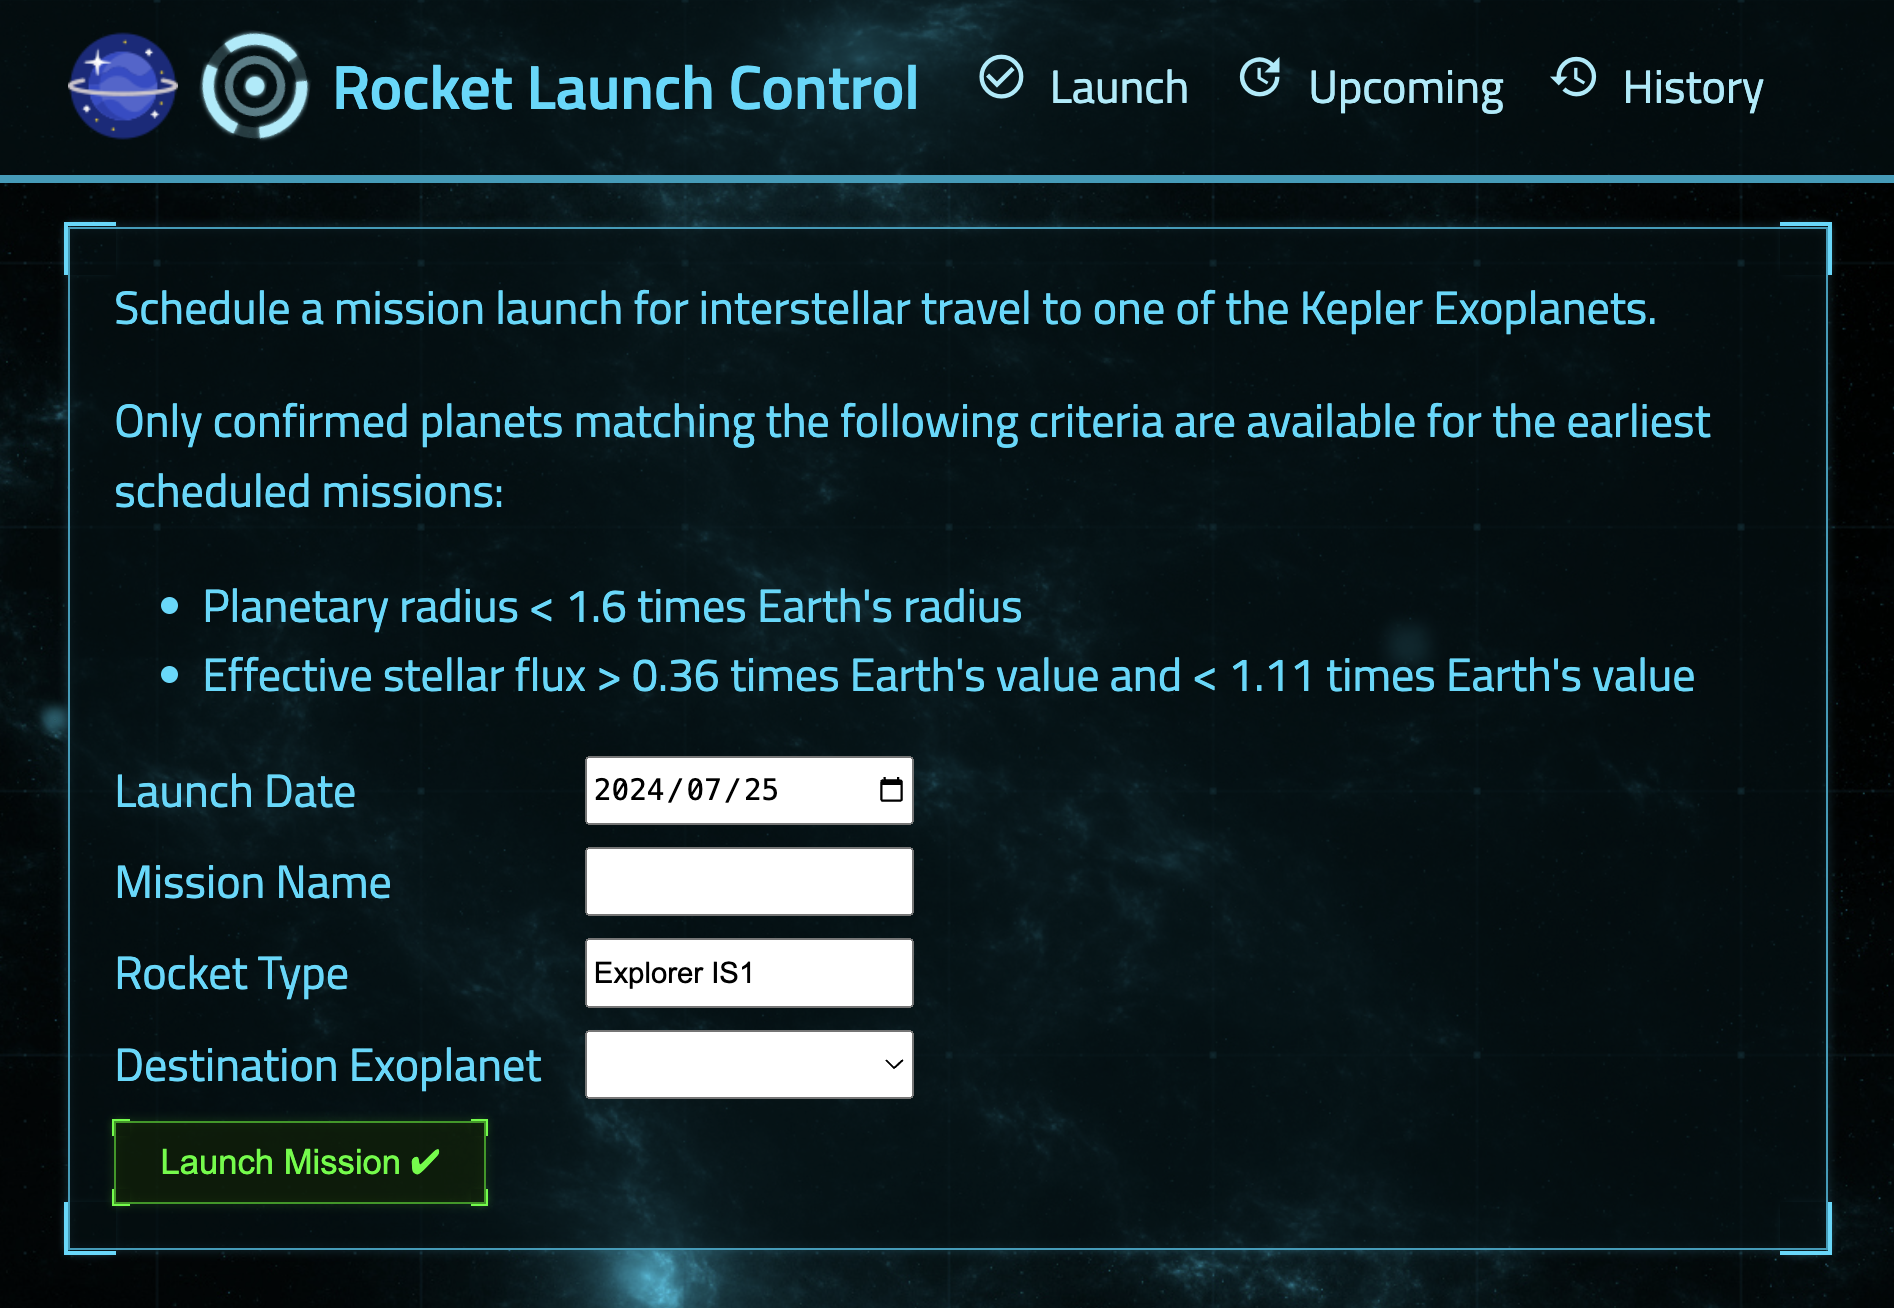 Rocket Launch Control
Launch
Upcoming
History
Schedule a mission launch for interstellar travel to one of the Kepler Exoplanets.
Only confirmed planets matching the following criteria are available for the earliest
scheduled missions:
• Planetary radius < 1.6 times Earth's radius
• Effective stellar flux > 0.36 times Earth's value and < 1.11 times Earth's value
Launch Date 2024/07/25
Mission Name
Rocket Type Explorer IS1
Destination Exoplanet
Launch Mission ✔